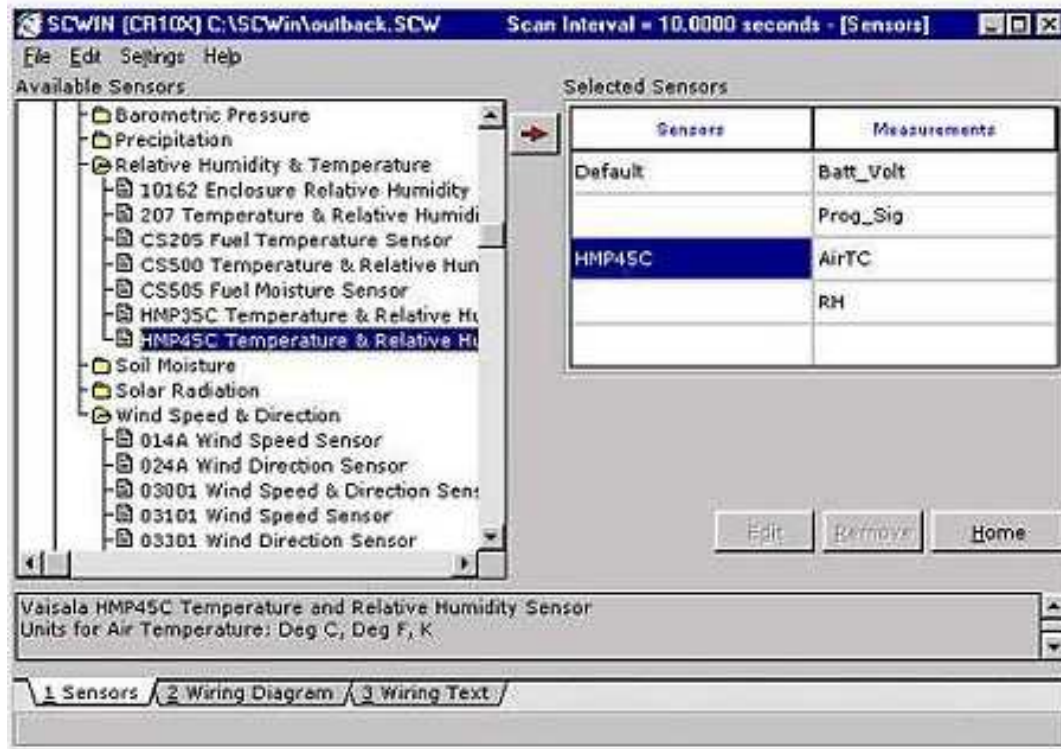 SCWIN (CR10X) C:\SCWin\outback.SCW Scan Interval = 10.0000 seconds - [Sensors]
File Edit Settings Help
Available Sensors
Barometric Pressure
Precipitation
Relative Humidity & Temperature
10162 Enclosure Relative Humidity
207 Temperature & Relative Humidi
CS205 Fuel Temperature Sensor
CS500 Temperature & Relative Hun
CS505 Fuel Moisture Sensor
HMP35C Temperature & Relative Hu
HMP45C Temperature & Relative Hu
Soil Moisture
Solar Radiation
Wind Speed & Direction
014A Wind Speed Sensor
024A Wind Direction Sensor
03001 Wind Speed & Direction Sens
03101 Wind Speed Sensor
03301 Wind Direction Sensor
Selected Sensors
Sensors Measurements
Default Batt_Volt
Prog_Sig
HMP45C AirTC
RH
Edit Remove Home
Vaisala HMP45C Temperature and Relative Humidity Sensor
Units for Air Temperature: Deg C, Deg F, K
1 Sensors 2 Wiring Diagram 3 Wiring Text